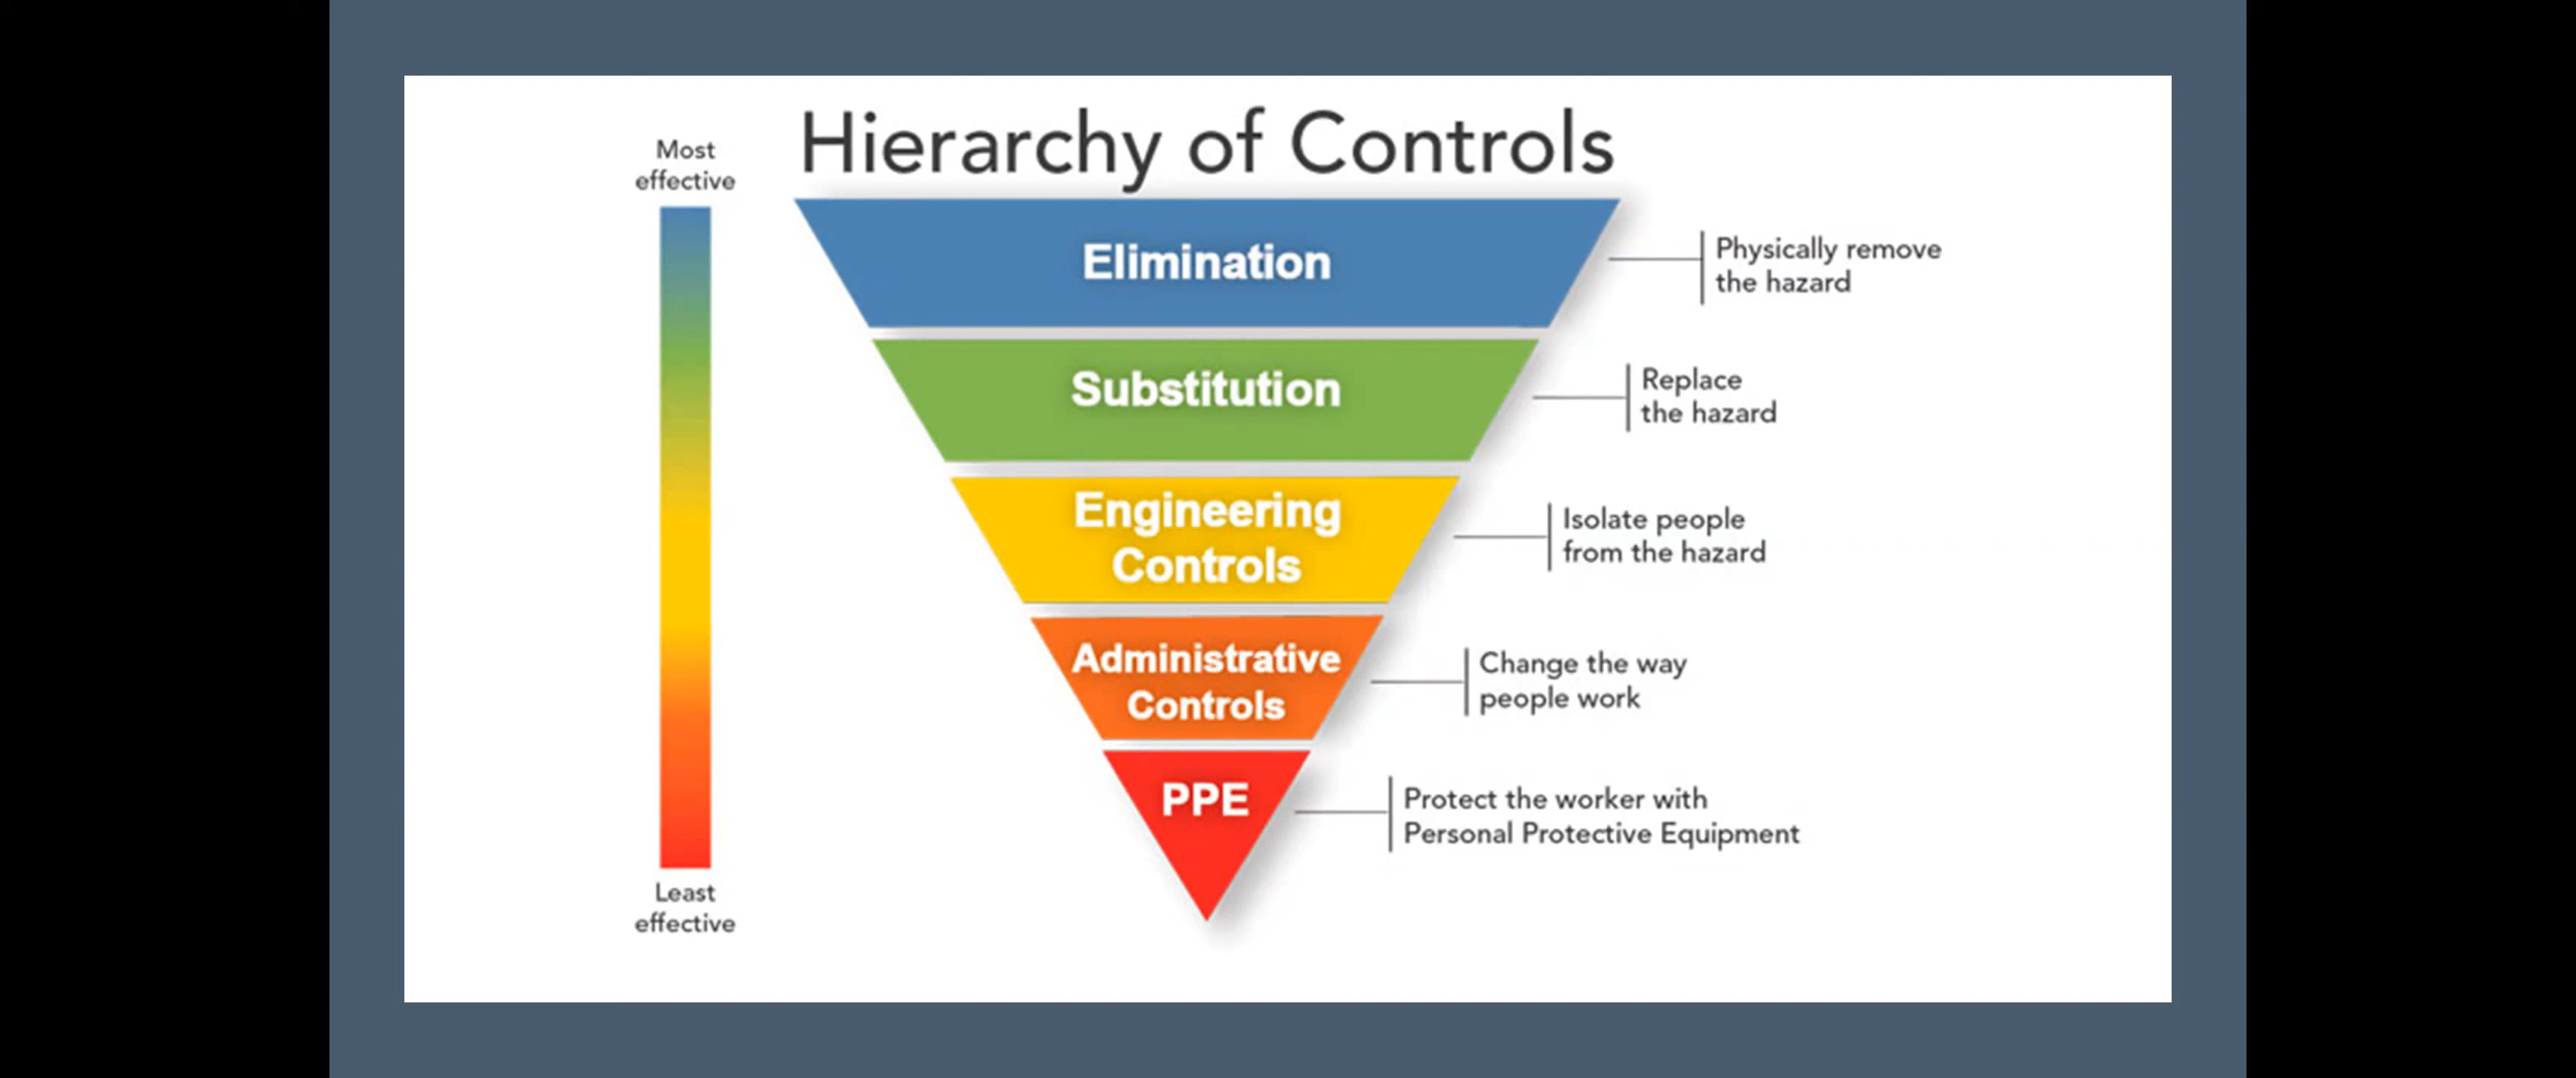 Hierarchy of Controls
Most
effective
Elimination
Physically remove
the hazard
Substitution
Replace
the hazard
Engineering
Controls
Isolate people
from the hazard
Administrative
Controls
Change the way
people work
PPE
Protect the worker with
Personal Protective Equipment
Least
effective